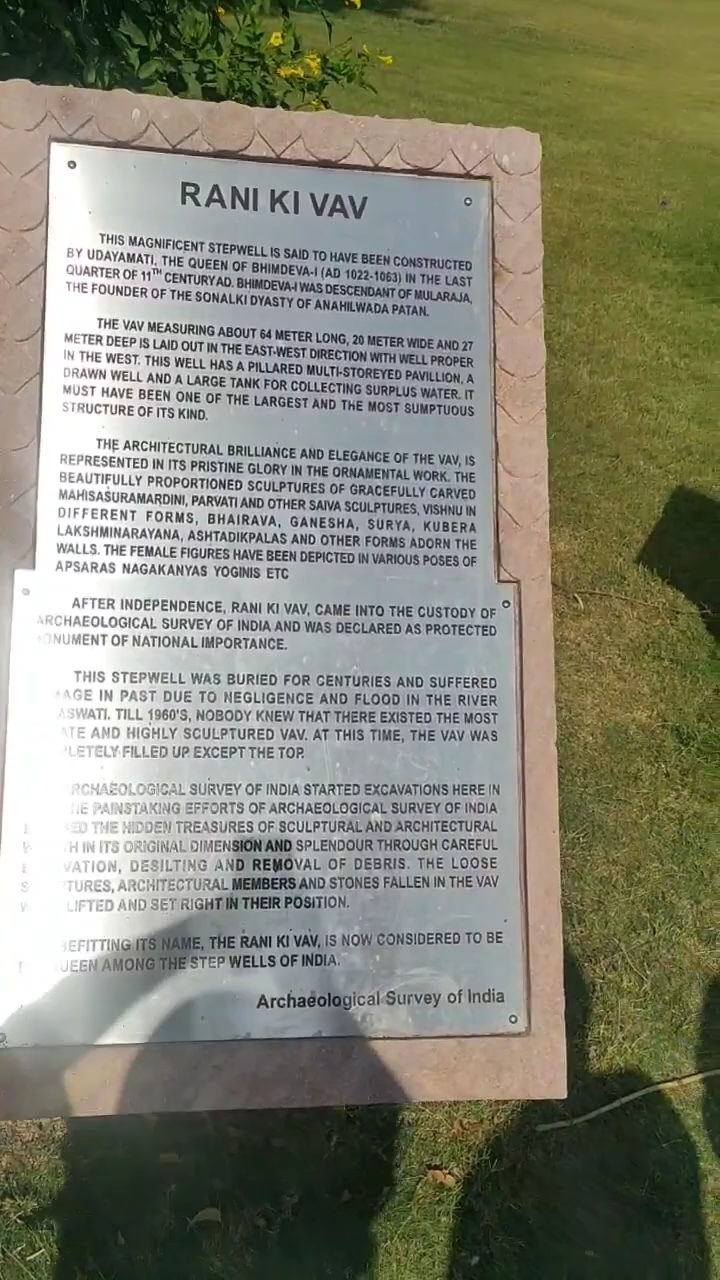 RANI KI VAV
THIS MAGNIFICENT STEPWELL IS SAID TO HAVE BEEN CONSTRUCTED
BY UDAYAMATI, THE QUEEN OF BHIMDEVA-I (AD 1022-1063) IN THE LAST
QUARTER OF 11TH CENTURY AD. BHIMDEVA-I WAS DESCENDANT OF MULARAJA,
THE FOUNDER OF THE SONALKI DYASTY OF ANAHILWADA PATAN.
THE VAV MEASURING ABOUT 64 METER LONG, 20 METER WIDE AND 27
METER DEEP IS LAID OUT IN THE EAST-WEST DIRECTION WITH WELL PROPER
IN THE WEST. THIS WELL HAS A PILLARED MULTI-STOREYED PAVILLION, A
DRAWN WELL AND A LARGE TANK FOR COLLECTING SURPLUS WATER. IT
MUST HAVE BEEN ONE OF THE LARGEST AND THE MOST SUMPTUOUS
STRUCTURE OF ITS KIND.
THE ARCHITECTURAL BRILLIANCE AND ELEGANCE OF THE VAV, IS
REPRESENTED IN ITS PRISTINE GLORY IN THE ORNAMENTAL WORK. THE
BEAUTIFULLY PROPORTIONED SCULPTURES OF GRACEFULLY CARVED
MAHISASURAMARDINI, PARVATI AND OTHER SAIVA SCULPTURES, VISHNU IN
DIFFERENT FORMS, BHAIRAVA, GANESHA, SURYA, KUBERA
LAKSHMINARAYANA, ASHTADIKPALAS AND OTHER FORMS ADORN THE
WALLS. THE FEMALE FIGURES HAVE BEEN DEPICTED IN VARIOUS POSES OF
APSARAS NAGAKANYAS YOGINIS ETC
AFTER INDEPENDENCE, RANI KI VAV, CAME INTO THE CUSTODY OF
ARCHAEOLOGICAL SURVEY OF INDIA AND WAS DECLARED AS PROTECTED
OF NATIONAL IMPORTANCE.
THIS STEPWELL WAS BURIED FOR CENTURIES AND SUFFERED
IN PAST DUE TO NEGLIGENCE AND FLOOD IN THE RIVER
TILL 1960'S, NOBODY KNEW THAT THERE EXISTED THE MOST
AND HIGHLY SCULPTURED VAV. AT THIS TIME, THE VAV WAS
FILLED UP EXCEPT THE TOP.
ARCHAEOLOGICAL SURVEY OF INDIA STARTED EXCAVATIONS HERE IN
PAINSTAKING EFFORTS OF ARCHAEOLOGICAL SURVEY OF INDIA
THE HIDDEN TREASURES OF SCULPTURAL AND ARCHITECTURAL
IN ITS ORIGINAL DIMENSION AND SPLENDOUR THROUGH CAREFUL
DESILTING AND REMOVAL OF DEBRIS. THE LOOSE
ARCHITECTURAL MEMBERS AND STONES FALLEN IN THE VAV
LIFTED AND SET RIGHT IN THEIR POSITION.
BEFITTING ITS NAME, THE RANI KI VAV, IS NOW CONSIDERED TO BE
QUEEN AMONG THE STEP WELLS OF INDIA.
Archaeological Survey of India